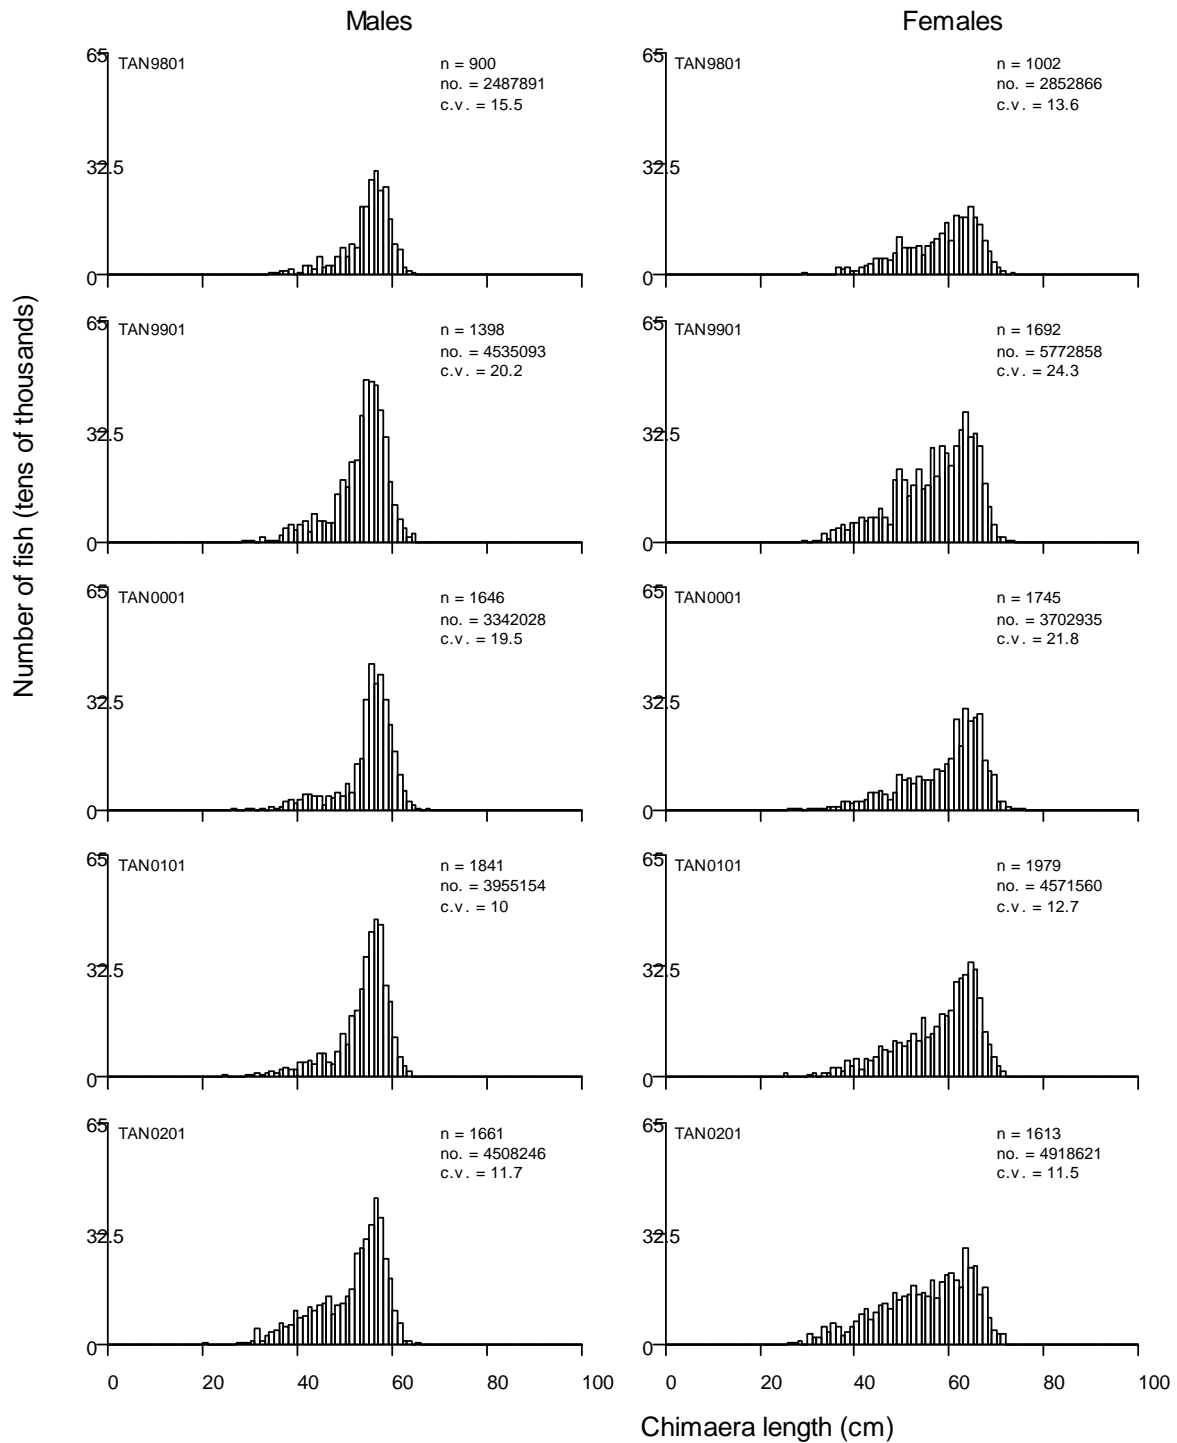 Males
Females
Number of fish (tens of thousands)
65
TAN9801
n = 900
no. = 2487891
c.v. = 15.5
32.5
0
65
TAN9801
n = 1002
no. = 2852866
c.v. = 13.6
32.5
0
65
TAN9901
n = 1398
no. = 4535093
c.v. = 20.2
32.5
0
65
TAN9901
n = 1692
no. = 5772858
c.v. = 24.3
32.5
0
65
TAN0001
n = 1646
no. = 3342028
c.v. = 19.5
32.5
0
65
TAN0001
n = 1745
no. = 3702935
c.v. = 21.8
32.5
0
65
TAN0101
n = 1841
no. = 3955154
c.v. = 10
32.5
0
65
TAN0101
n = 1979
no. = 4571560
c.v. = 12.7
32.5
0
65
TAN0201
n = 1661
no. = 4508246
c.v. = 11.7
32.5
0
65
TAN0201
n = 1613
no. = 4918621
c.v. = 11.5
32.5
0
0 20 40 60 80 100
0 20 40 60 80 100
Chimaera length (cm)